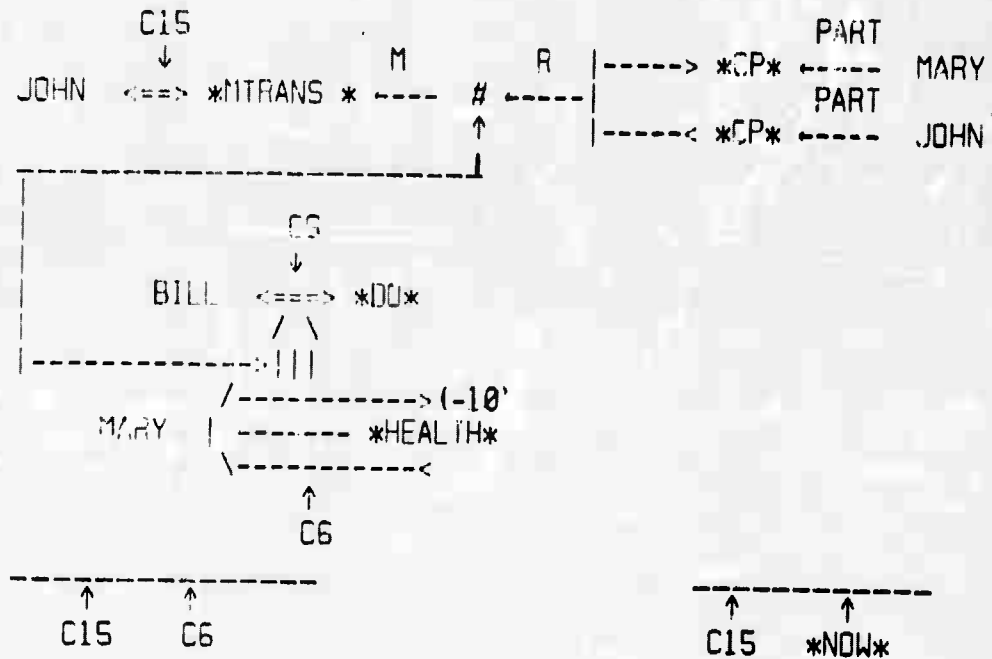 C15 PART
↓ M R |-----> *CP* <----- MARY
JOHN <==> *MTRANS * <---- # <----- PART
↑ |-----< *CP* <----- JOHN
C6
↓
BILL <===> *DO*
/ \
------------>|||
/------------> (-10)
MARY | ------- *HEALTH*
\------------<
↑
C6
↑ ↑ ↑ ↑
C15 C6 C15 *NOW*